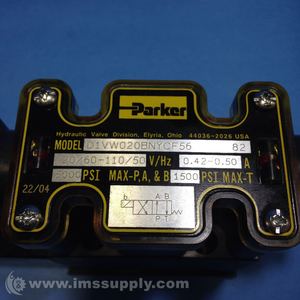 Parker
Hydraulic Valve Division, Elyria, Ohio 44036-2026 USA
MODEL D1VW020BNYCF56 82
120/60-110/50 V/Hz 0.42-0.50 A
5000 PSI MAX-P,A, & B 1500 PSI MAX-T
22/04
A B
P T
© www.imssupply.com